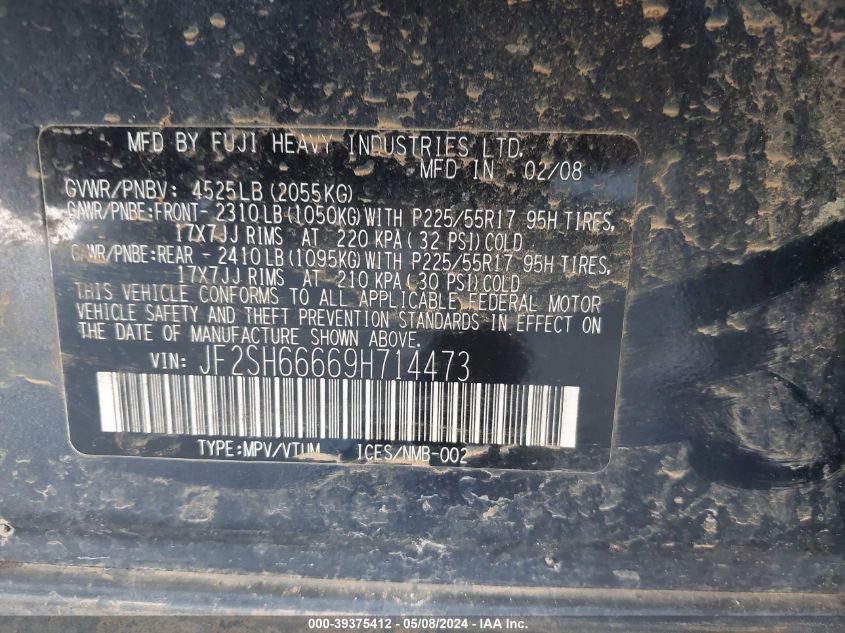 MFD BY FUJI HEAVY INDUSTRIES LTD.
MFD IN 02/08
GVWR/PNBV: 4525LB(2055KG)
GAWR/PNBE:FRONT- 2310LB(1050KG)WITH P225/55R17 95H TIRES,
17X7JJ RIMS AT 220 KPA(32 PSI)COLD
GAWR/PNBE:REAR - 2410LB(1095KG)WITH P225/55R17 95H TIRES,
17X7JJ RIMS AT 210 KPA(30 PSI)COLD
THIS VEHICLE CONFORMS TO ALL APPLICABLE FEDERAL MOTOR
VEHICLE SAFETY AND THEFT PREVENTION STANDARDS IN EFFECT ON
THE DATE OF MANUFACTURE SHOWN ABOVE.
VIN: JF2SH66669H714473
TYPE:MPV/VTUM ICES/NMB-002
000-39375412 - 05/08/2024 - IAA Inc.